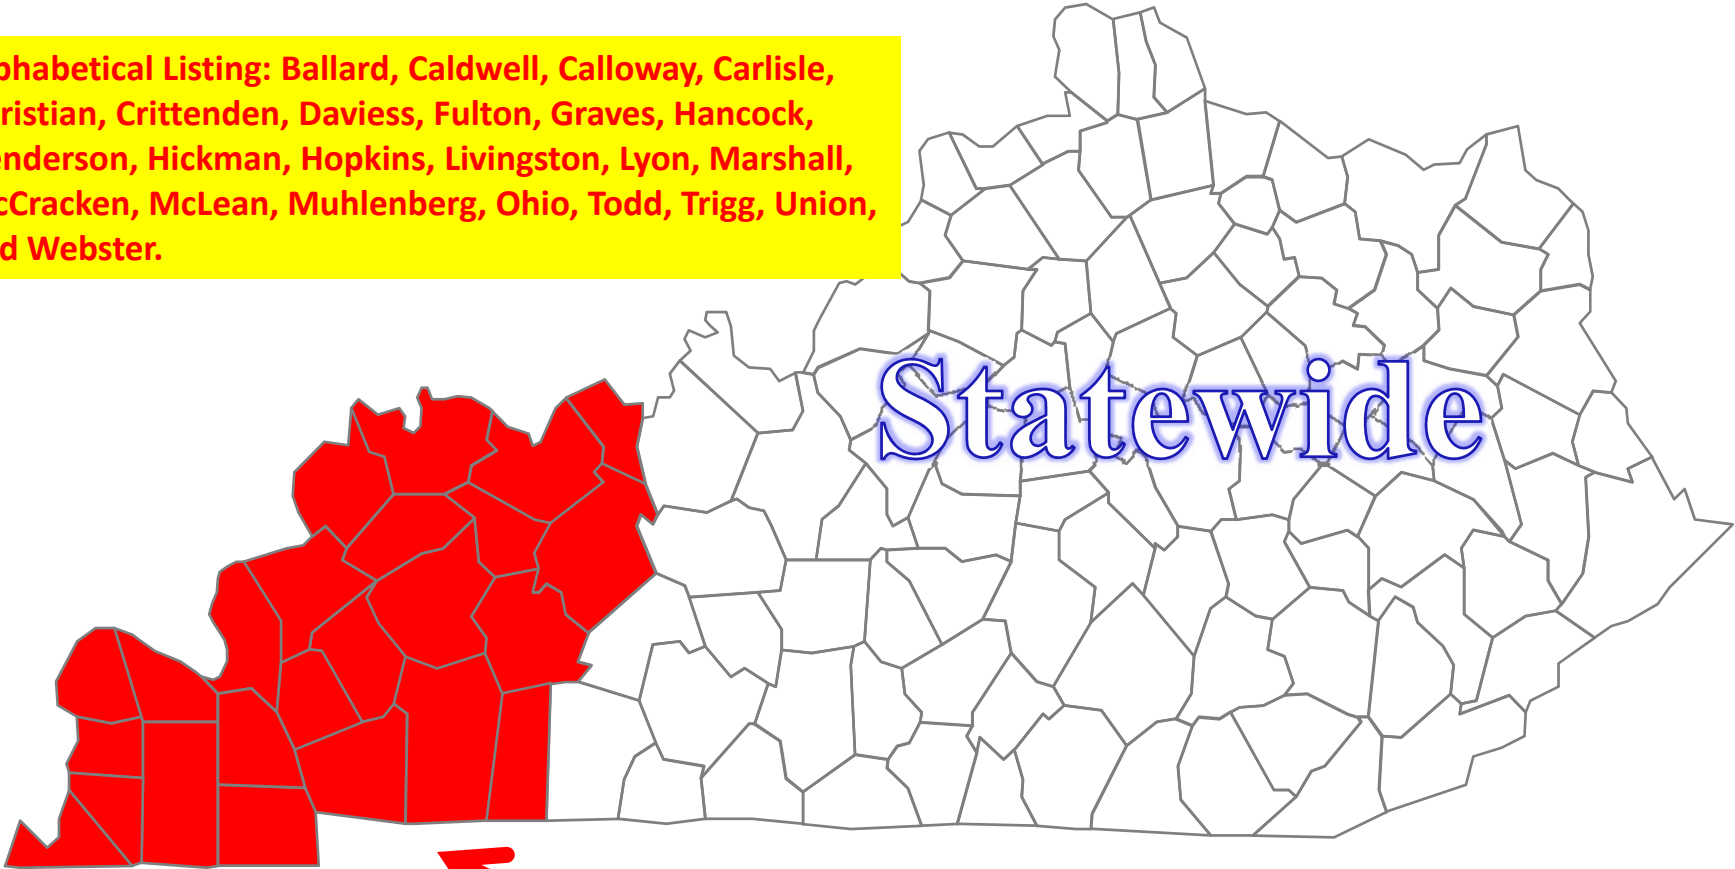 phabetical Listing: Ballard, Caldwell, Calloway, Carlisle,
ristian, Crittenden, Daviess, Fulton, Graves, Hancock,
enderson, Hickman, Hopkins, Livingston, Lyon, Marshall,
cCracken, McLean, Muhlenberg, Ohio, Todd, Trigg, Union,
d Webster.
Statewide